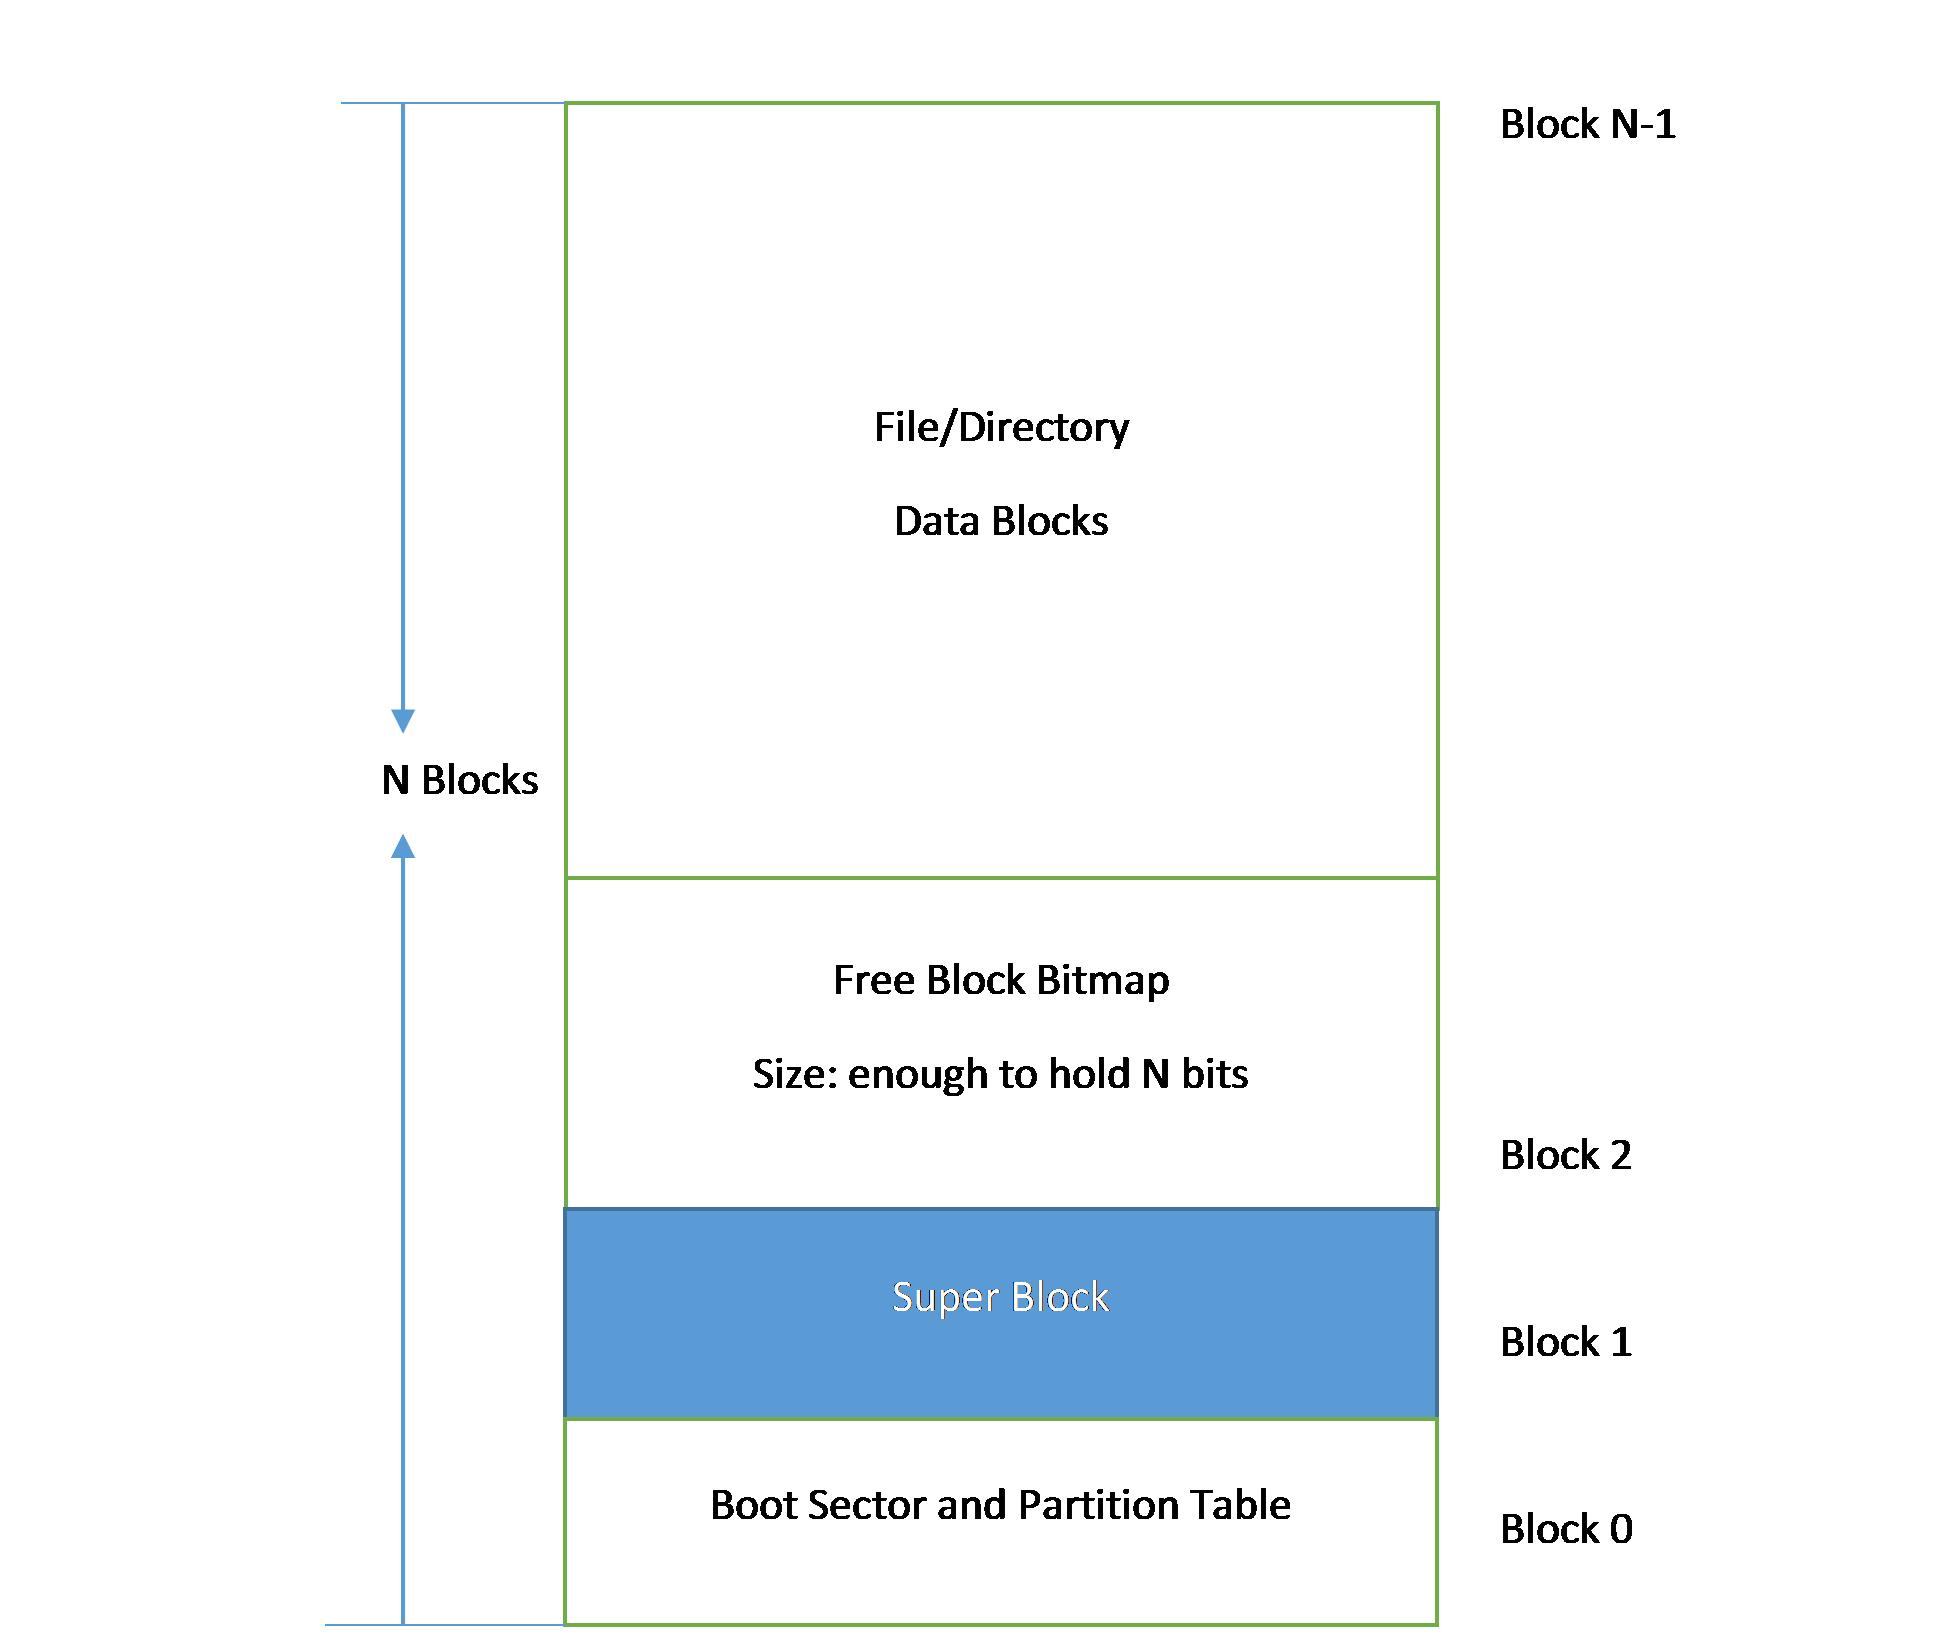 Block N-1
File/Directory
Data Blocks
N Blocks
Free Block Bitmap
Size: enough to hold N bits
Block 2
Super Block
Block 1
Boot Sector and Partition Table
Block 0